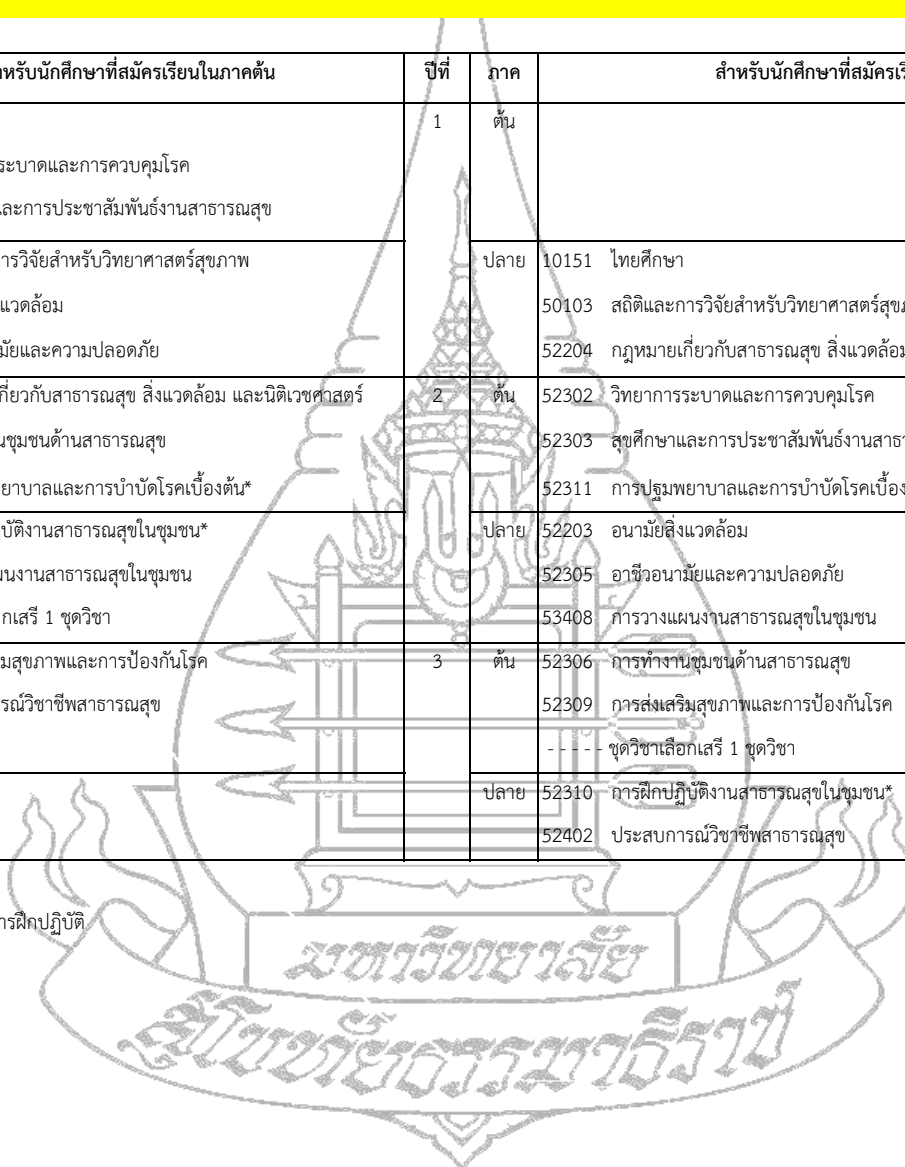 หรับนักศึกษาที่สมัครเรียนในภาคต้น ปีที่ ภาค สำหรับนักศึกษาที่สมัครเรี
1 ต้น
ระบาดและการควบคุมโรค
และการประชาสัมพันธ์งานสาธารณสุข
ารวิจัยสำหรับวิทยาศาสตร์สุขภาพ ปลาย 10151 ไทยศึกษา
แวดล้อม 50103 สถิติและการวิจัยสำหรับวิทยาศาสตร์สุข
มัยและความปลอดภัย 52204 กฎหมายเกี่ยวกับสาธารณสุข สิ่งแวดล้อม
กี่ยวกับสาธารณสุข สิ่งแวดล้อม และนิติเวชศาสตร์ 2 ต้น 52302 วิทยาการระบาดและการควบคุมโรค
นชุมชนด้านสาธารณสุข 52303 สุขศึกษาและการประชาสัมพันธ์งานสาธา
ยาบาลและการบำบัดโรคเบื้องต้น* 52311 การปฐมพยาบาลและการบำบัดโรคเบื้อง
ฏิบัติงานสาธารณสุขในชุมชน* ปลาย 52203 อนามัยสิ่งแวดล้อม
ผนงานสาธารณสุขในชุมชน 52305 อาชีวอนามัยและความปลอดภัย
กเสรี 1 ชุดวิชา 53408 การวางแผนงานสาธารณสุขในชุมชน
มสุขภาพและการป้องกันโรค 3 ต้น 52306 การทำงานชุมชนด้านสาธารณสุข
รณ์วิชาชีพสาธารณสุข 52309 การส่งเสริมสุขภาพและการป้องกันโรค
- - - - - ชุดวิชาเลือกเสรี 1 ชุดวิชา
ปลาย 52310 การฝึกปฏิบัติงานสาธารณสุขในชุมชน*
52402 ประสบการณ์วิชาชีพสาธารณสุข
ารฝึกปฏิบัติ
มหาวิทยาลัย
สุโขทัยธรรมาธิราช